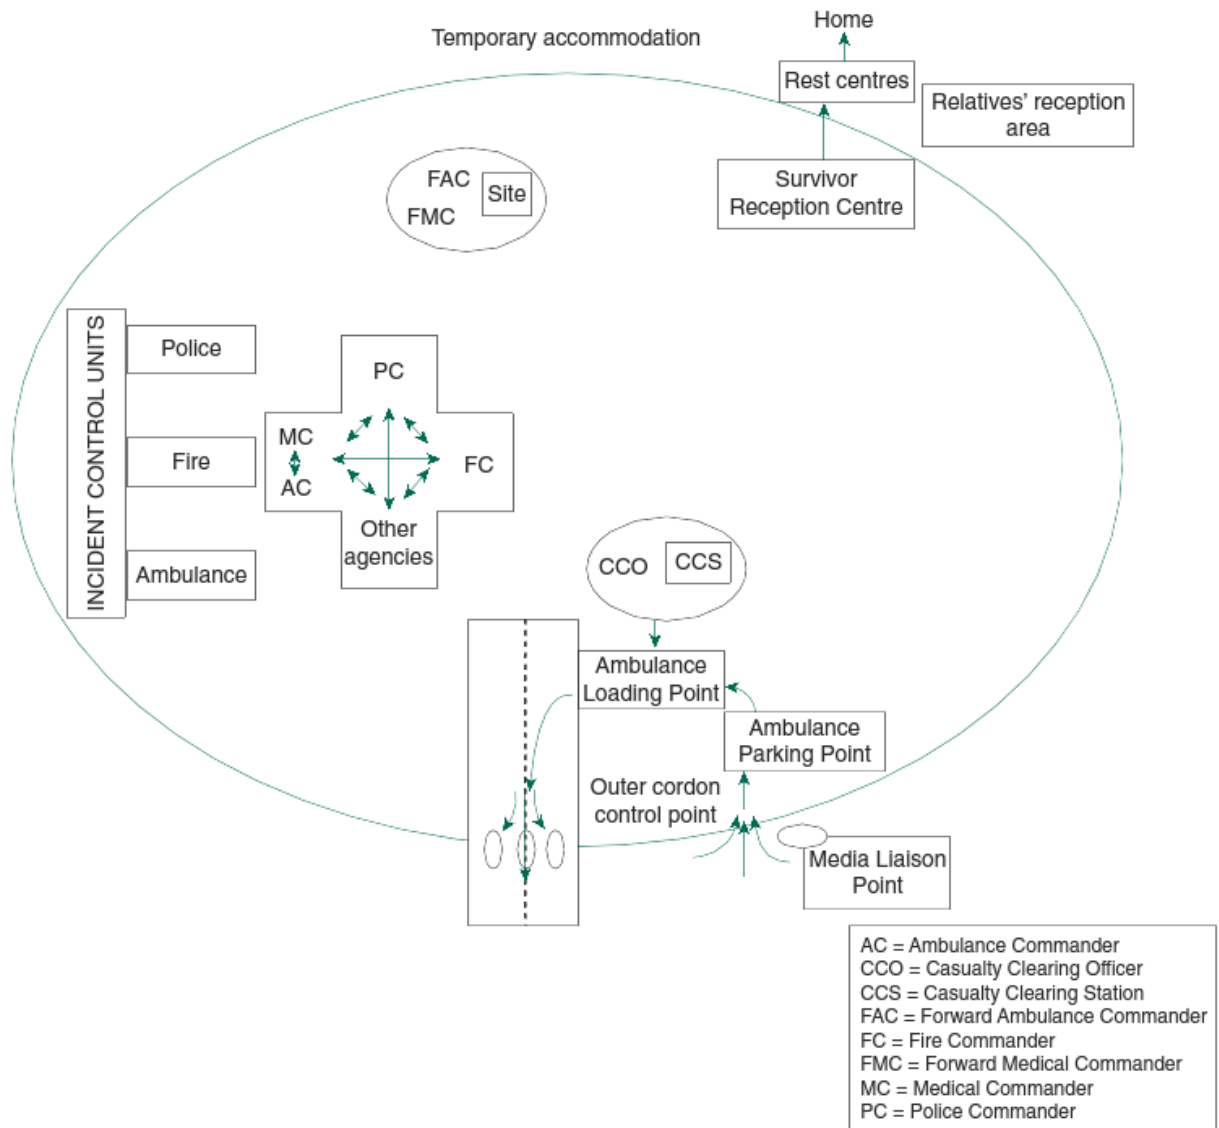 Home
Temporary accommodation
Rest centres
Relatives’ reception
area
Survivor
Reception Centre
FAC
Site
FMC
INCIDENT CONTROL UNITS
Police
Fire
Ambulance
PC
MC
AC
FC
Other
agencies
CCO
CCS
Ambulance
Loading Point
Ambulance
Parking Point
Outer cordon
control point
Media Liaison
Point
AC = Ambulance Commander
CCO = Casualty Clearing Officer
CCS = Casualty Clearing Station
FAC = Forward Ambulance Commander
FC = Fire Commander
FMC = Forward Medical Commander
MC = Medical Commander
PC = Police Commander